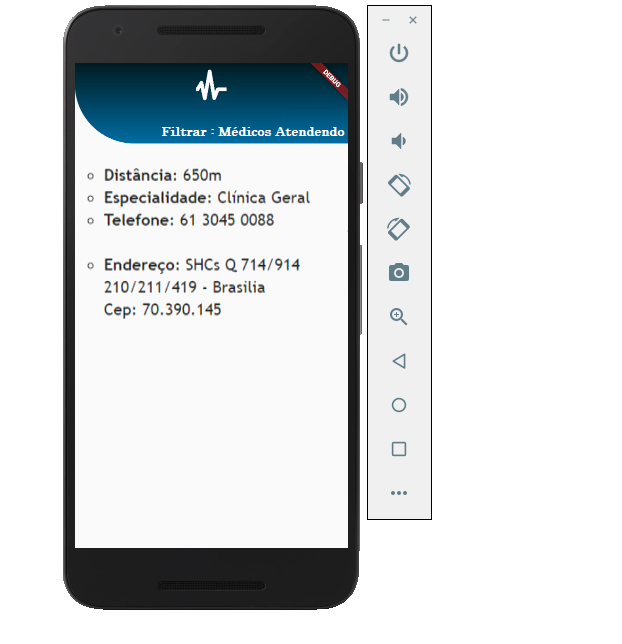 DEBUG
Filtrar : Médicos Atendendo
Distância: 650m
Especialidade: Clínica Geral
Telefone: 61 3045 0088
Endereço: SHCs Q 714/914
210/211/419 - Brasilia
Cep: 70.390.145